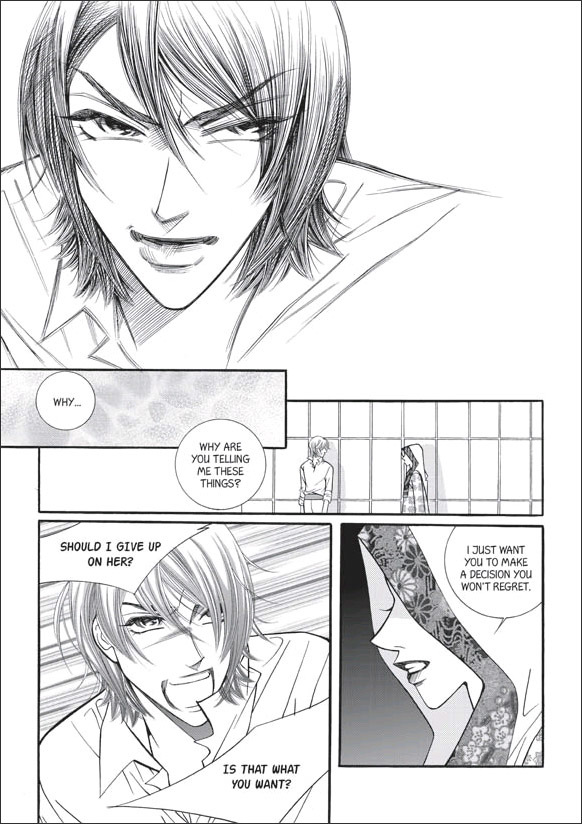 WHY...
WHY ARE
YOU TELLING
ME THESE
THINGS?
SHOULD I GIVE UP
ON HER?
IS THAT WHAT
YOU WANT?
I JUST WANT
YOU TO MAKE
A DECISION YOU
WON'T REGRET.